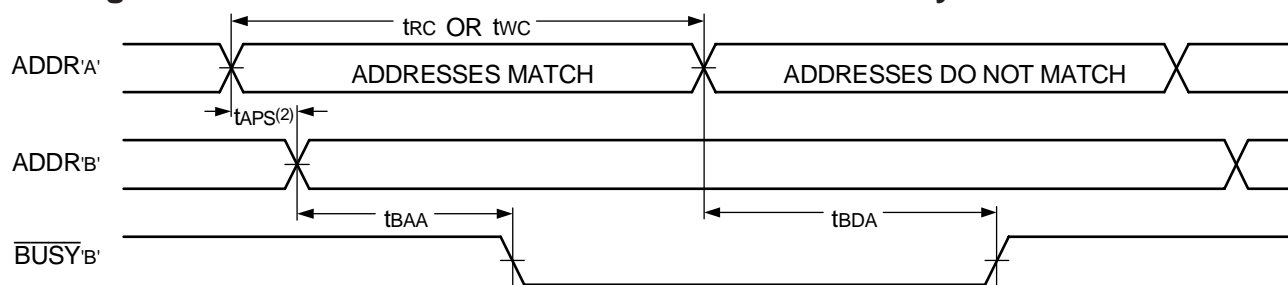 tRC OR tWC
ADDR'A' ADDRESSES MATCH ADDRESSES DO NOT MATCH
tAPS(2)
ADDR'B'
tBAA tBDA
BUSY'B'